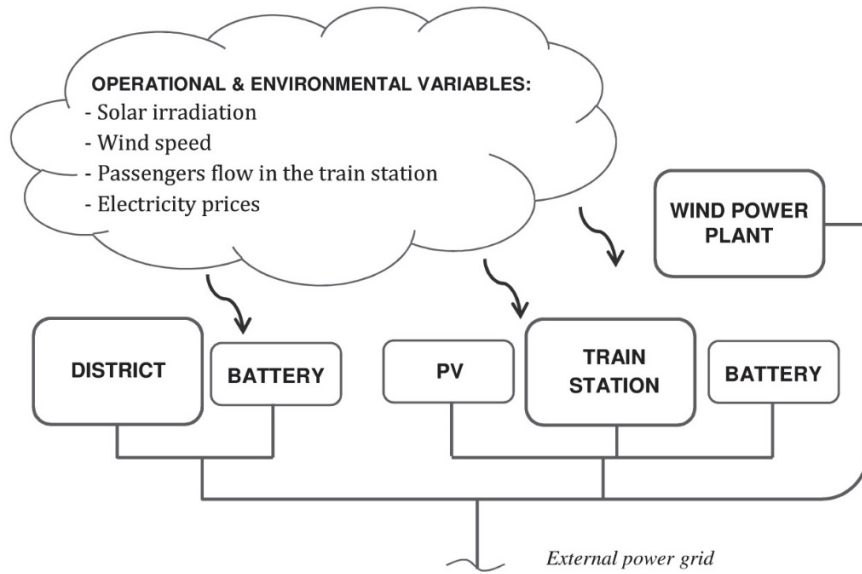 OPERATIONAL & ENVIRONMENTAL VARIABLES:
- Solar irradiation
- Wind speed
- Passengers flow in the train station
- Electricity prices
WIND POWER
PLANT
DISTRICT
BATTERY
PV
TRAIN
STATION
BATTERY
External power grid